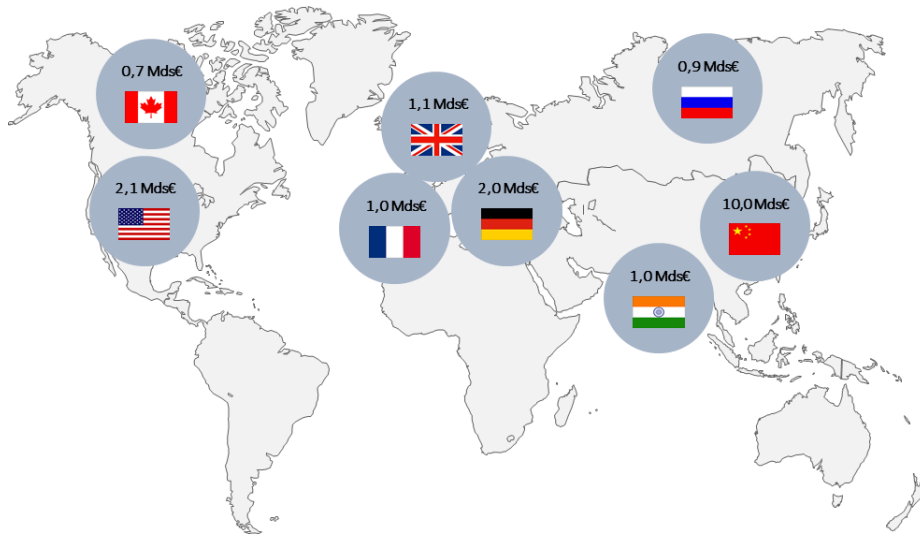 0,7 Mds€
0,9 Mds€
1,1 Mds€
2,1 Mds€
2,0 Mds€
1,0 Mds€
10,0 Mds€
1,0 Mds€